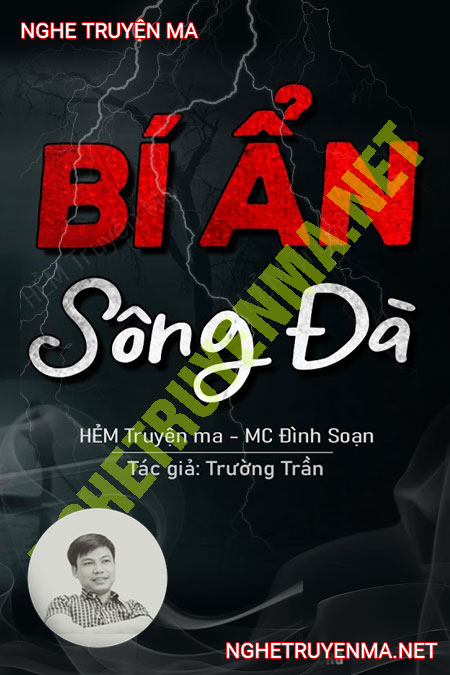 NGHE TRUYỆN MA
BÍ ẨN
Sông Đà
NGHETRUYENMA.NET
HẺM Truyện ma - MC Đình Soạn
Tác giả: Trường Trần
NGHETRUYENMA.NET